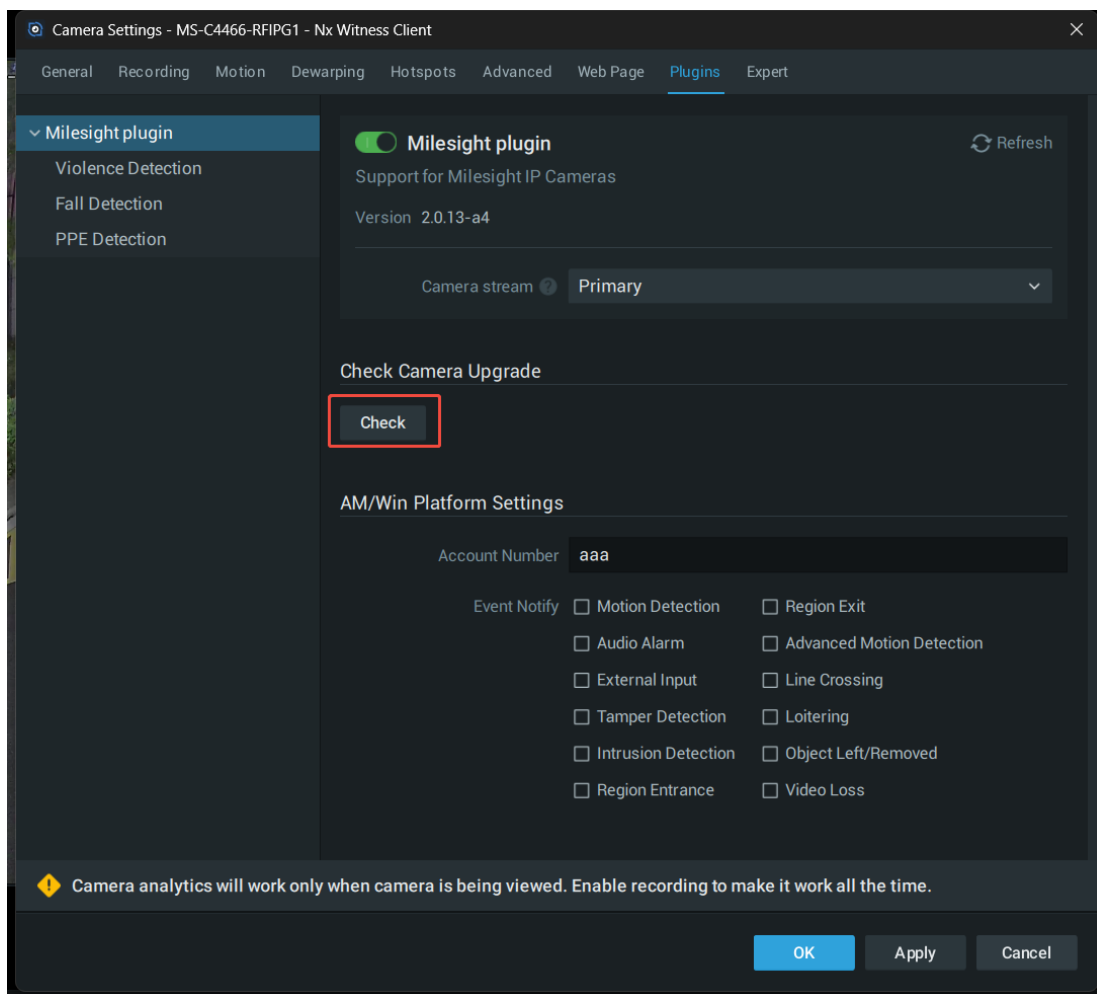 Camera Settings - MS-C4466-RFIPG1 - Nx Witness Client
General Recording Motion Dewarping Hotspots Advanced Web Page Plugins Expert
Milesight plugin
Violence Detection
Fall Detection
PPE Detection
Milesight plugin
Refresh
Support for Milesight IP Cameras
Version 2.0.13-a4
Camera stream ? Primary
Check Camera Upgrade
Check
AM/Win Platform Settings
Account Number aaa
Event Notify Motion Detection Region Exit
Audio Alarm Advanced Motion Detection
External Input Line Crossing
Tamper Detection Loitering
Intrusion Detection Object Left/Removed
Region Entrance Video Loss
Camera analytics will work only when camera is being viewed. Enable recording to make it work all the time.
OK Apply Cancel